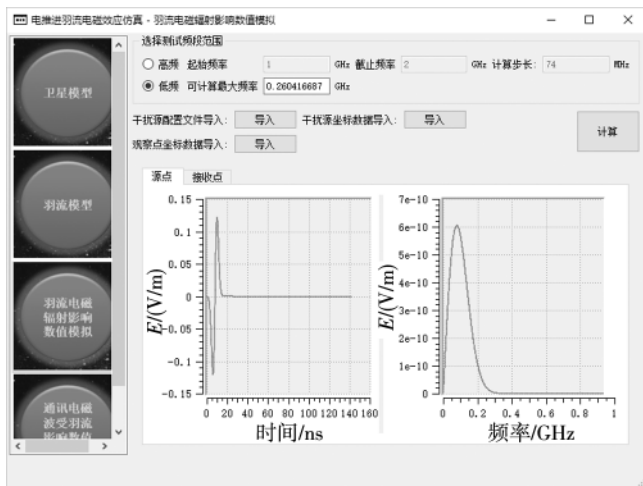 电推进羽流电磁效应仿真 - 羽流电磁辐射影响数值模拟
卫星模型
羽流模型
羽流电磁
辐射影响
数值模拟
通讯电磁
波受羽流
影响数值
选择测试频段范围
高频 起始频率 1 GHz 截止频率 2 GHz 计算步长: 74 MHz
低频 可计算最大频率 0.260416687 GHz
干扰源配置文件导入: 导入 干扰源坐标数据导入: 导入
观察点坐标数据导入: 导入
计算
源点 接收点
E/(V/m)
0.15
0.1
0.05
0
-0.05
-0.1
-0.15
0 20 40 60 80 100 120 140 160
时间/ns
E/(V/m)
7e-10
6e-10
5e-10
4e-10
3e-10
2e-10
1e-10
0
0 0.2 0.4 0.6 0.8 1
频率/GHz